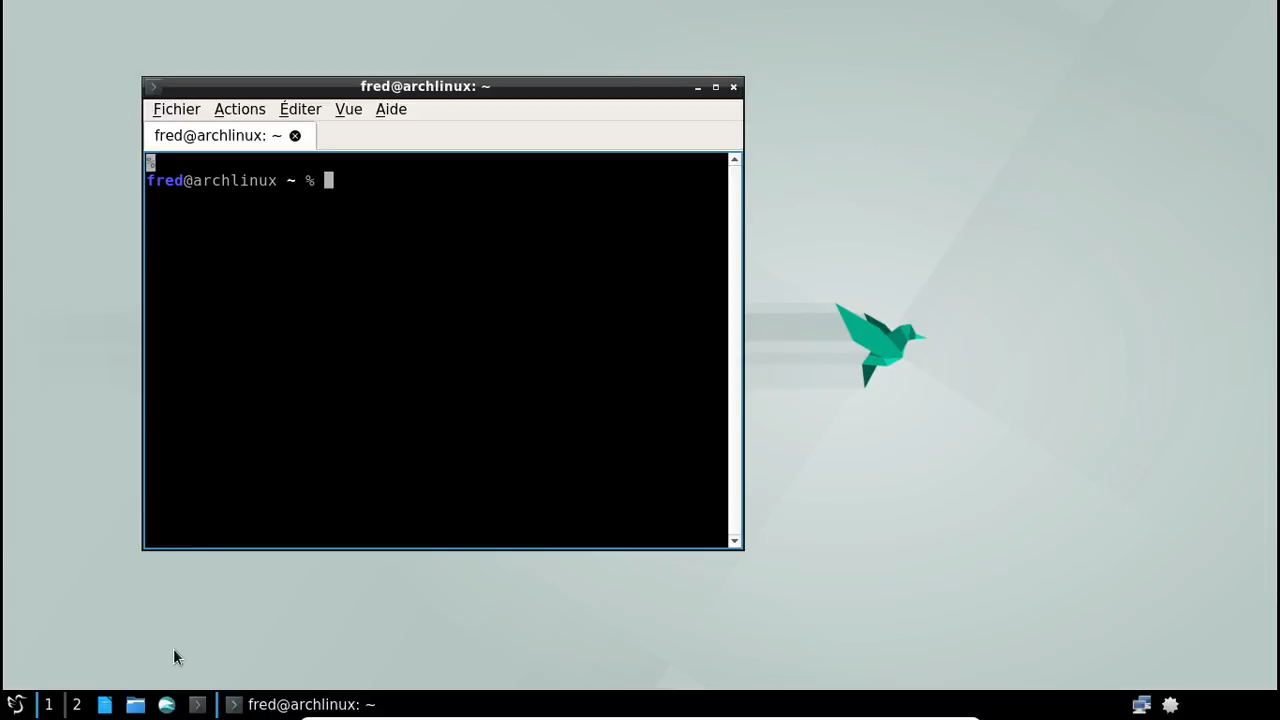 fred@archlinux: ~
Fichier Actions Éditer Vue Aide
fred@archlinux: ~
%
fred@archlinux ~ %
1 2 fred@archlinux: ~